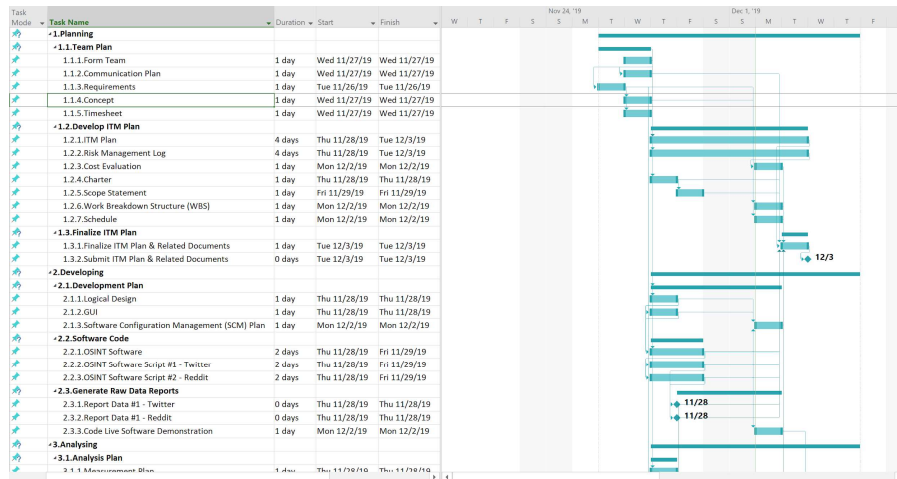 Task
Mode Task Name Duration Start Finish
Nov 24, '19 Dec 1, '19
W T F S S M T W T F S S M T W T F
1.Planning
1.1.Team Plan
1.1.1.Form Team 1 day Wed 11/27/19 Wed 11/27/19
1.1.2.Communication Plan 1 day Wed 11/27/19 Wed 11/27/19
1.1.3.Requirements 1 day Tue 11/26/19 Tue 11/26/19
1.1.4.Concept 1 day Wed 11/27/19 Wed 11/27/19
1.1.5.Timesheet 1 day Wed 11/27/19 Wed 11/27/19
1.2.Develop ITM Plan
1.2.1.ITM Plan 4 days Thu 11/28/19 Tue 12/3/19
1.2.2.Risk Management Log 4 days Thu 11/28/19 Tue 12/3/19
1.2.3.Cost Evaluation 1 day Mon 12/2/19 Mon 12/2/19
1.2.4.Charter 1 day Thu 11/28/19 Thu 11/28/19
1.2.5.Scope Statement 1 day Fri 11/29/19 Fri 11/29/19
1.2.6.Work Breakdown Structure (WBS) 1 day Mon 12/2/19 Mon 12/2/19
1.2.7.Schedule 1 day Mon 12/2/19 Mon 12/2/19
1.3.Finalize ITM Plan
1.3.1.Finalize ITM Plan & Related Documents 1 day Tue 12/3/19 Tue 12/3/19
1.3.2.Submit ITM Plan & Related Documents 0 days Tue 12/3/19 Tue 12/3/19 12/3
2.Developing
2.1.Development Plan
2.1.1.Logical Design 1 day Thu 11/28/19 Thu 11/28/19
2.1.2.GUI 1 day Thu 11/28/19 Thu 11/28/19
2.1.3.Software Configuration Management (SCM) Plan 1 day Mon 12/2/19 Mon 12/2/19
2.2.Software Code
2.2.1.OSINT Software 2 days Thu 11/28/19 Fri 11/29/19
2.2.2.OSINT Software Script #1 - Twitter 2 days Thu 11/28/19 Fri 11/29/19
2.2.3.OSINT Software Script #2 - Reddit 2 days Thu 11/28/19 Fri 11/29/19
2.3.Generate Raw Data Reports
2.3.1.Report Data #1 - Twitter 0 days Thu 11/28/19 Thu 11/28/19 11/28
2.3.2.Report Data #1 - Reddit 0 days Thu 11/28/19 Thu 11/28/19 11/28
2.3.3.Code Live Software Demonstration 1 day Mon 12/2/19 Mon 12/2/19
3.Analysing
3.1.Analysis Plan
3.1.1.Measurement Plan 1 day Thu 11/28/19 Thu 11/28/19